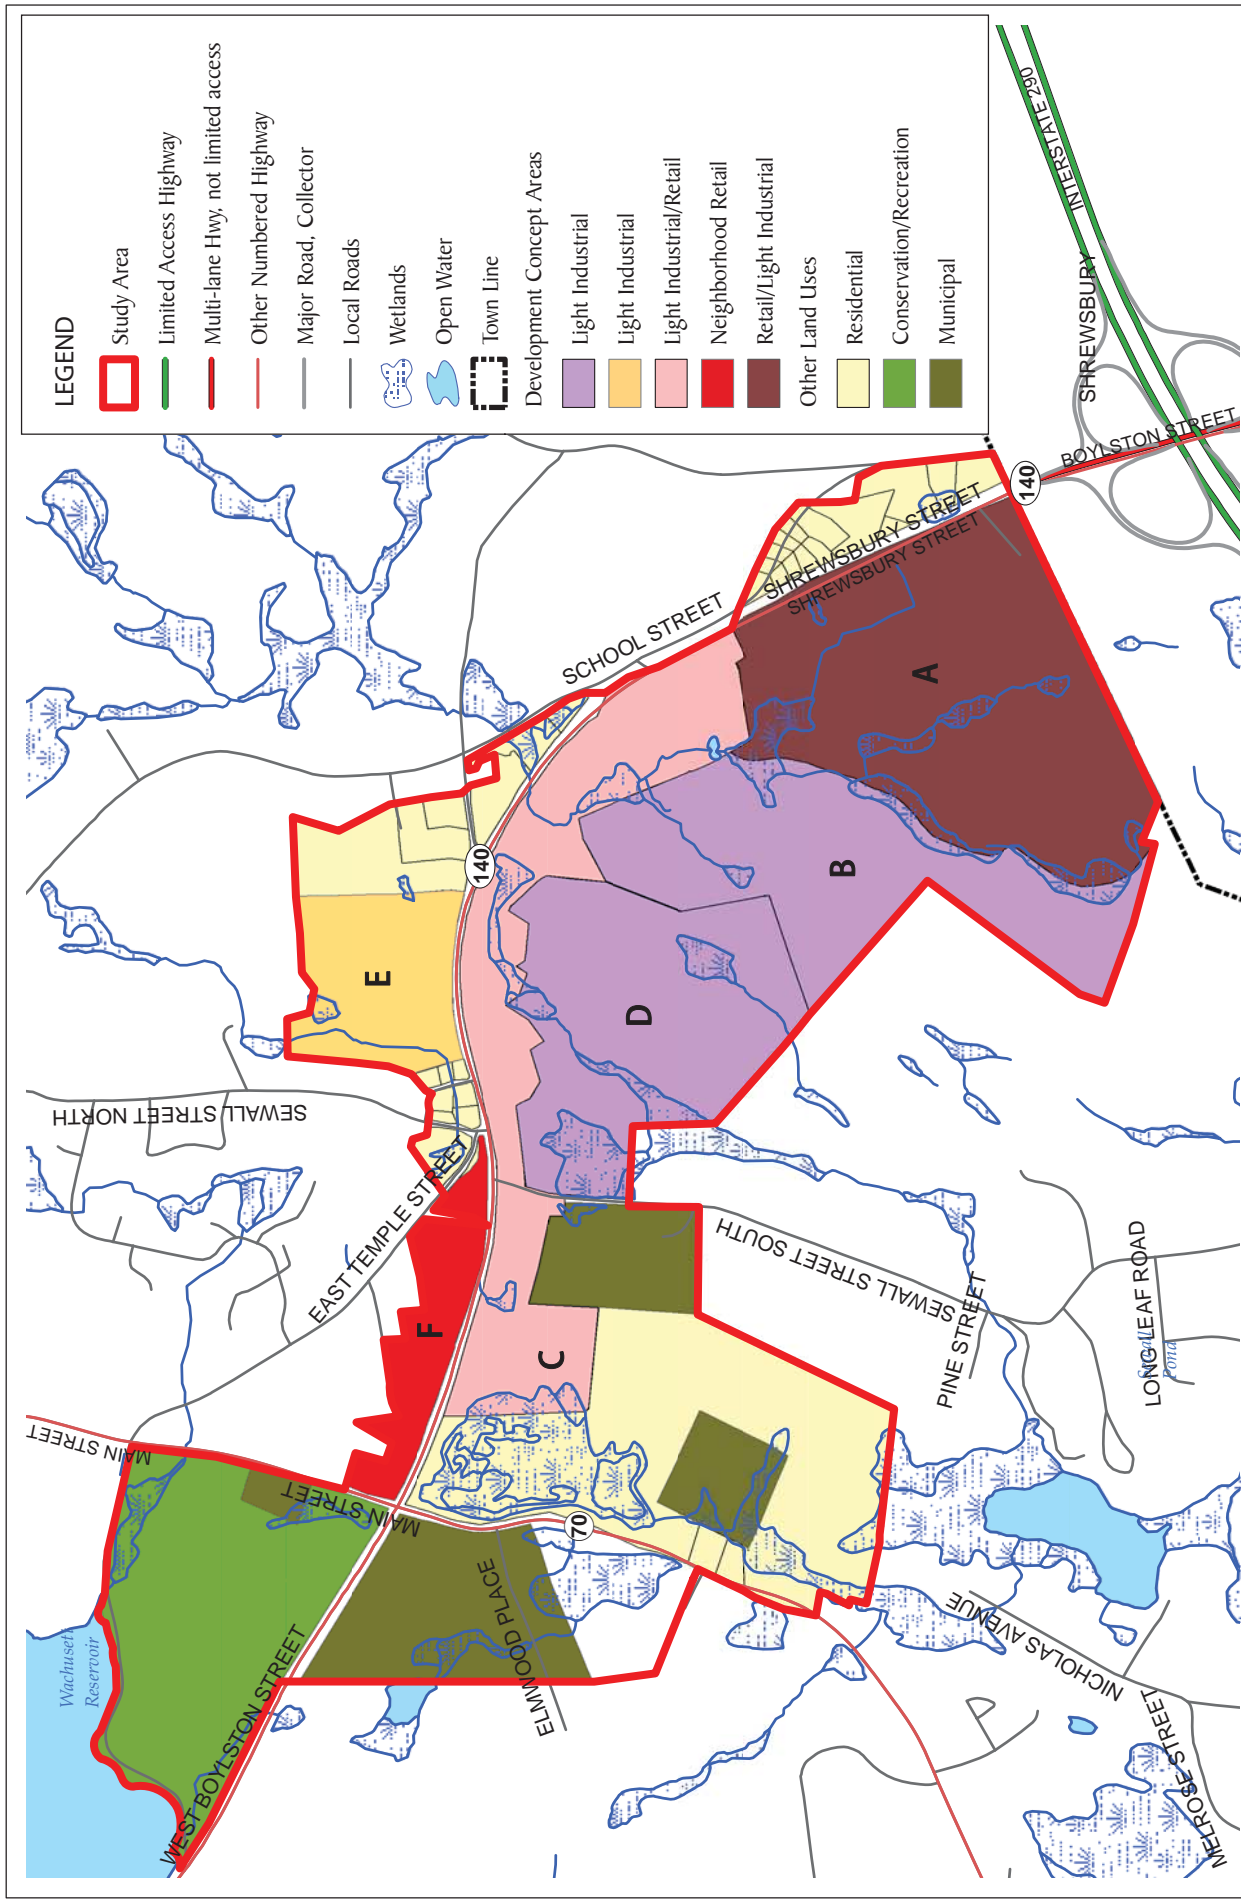 LEGEND
Study Area
Limited Access Highway
Multi-lane Hwy, not limited access
Other Numbered Highway
Major Road, Collector
Local Roads
Wetlands
Open Water
Town Line
Development Concept Areas
Light Industrial
Light Industrial
Light Industrial/Retail
Neighborhood Retail
Retail/Light Industrial
Other Land Uses
Residential
Conservation/Recreation
Municipal
MAIN STREET
Wachusett
Reservoir
WEST BOYLSTON STREET
MAIN STREET
MAIN STREET
ELMWOOD PLACE
70
NICHOLAS AVENUE
MELROSE STREET
EAST TEMPLE STREET
SEWALL STREET NORTH
F
C
E
D
B
A
140
SCHOOL STREET
SHREWSBURY STREET
SHREWSBURY STREET
140
BOYLSTON STREET
SHREWSBURY
INTERSTATE 290
SEWALL STREET SOUTH
PINE STREET
LONG LEAF ROAD
Pond